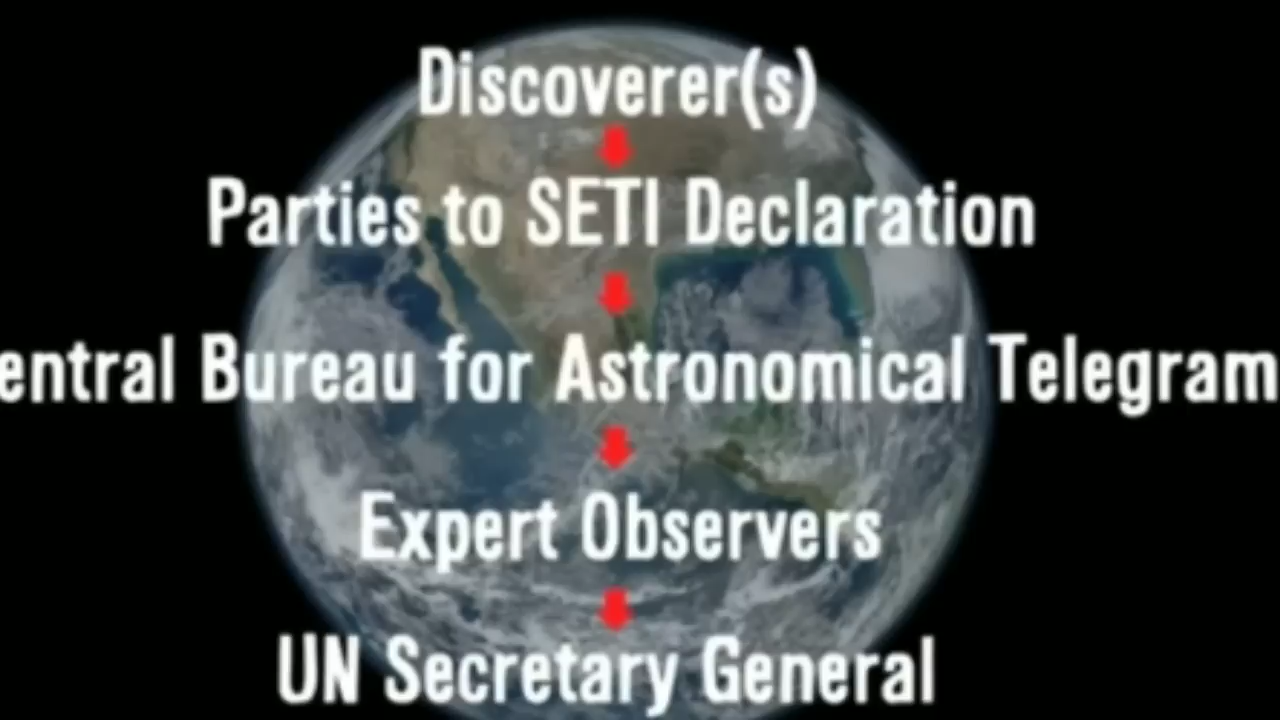 Discoverer(s)
Parties to SETI Declaration
entral Bureau for Astronomical Telegram
Expert Observers
UN Secretary General